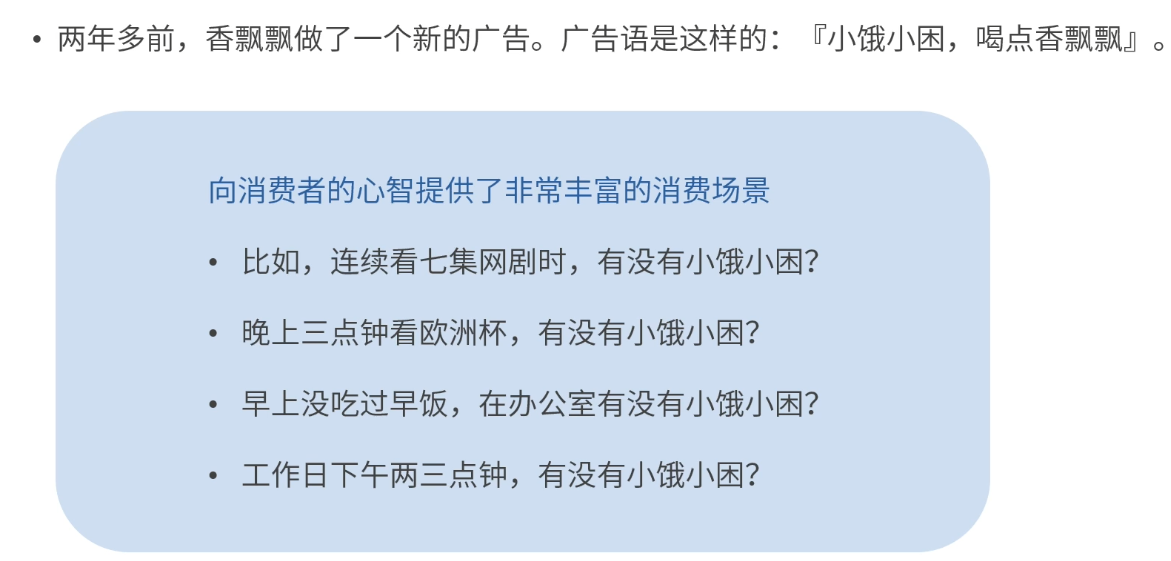 • 两年多前，香飘飘做了一个新的广告。广告语是这样的：『小饿小困，喝点香飘飘』。
向消费者的心智提供了非常丰富的消费场景
• 比如，连续看七集网剧时，有没有小饿小困？
• 晚上三点钟看欧洲杯，有没有小饿小困？
• 早上没吃过早饭，在办公室有没有小饿小困？
• 工作日下午两三点钟，有没有小饿小困？